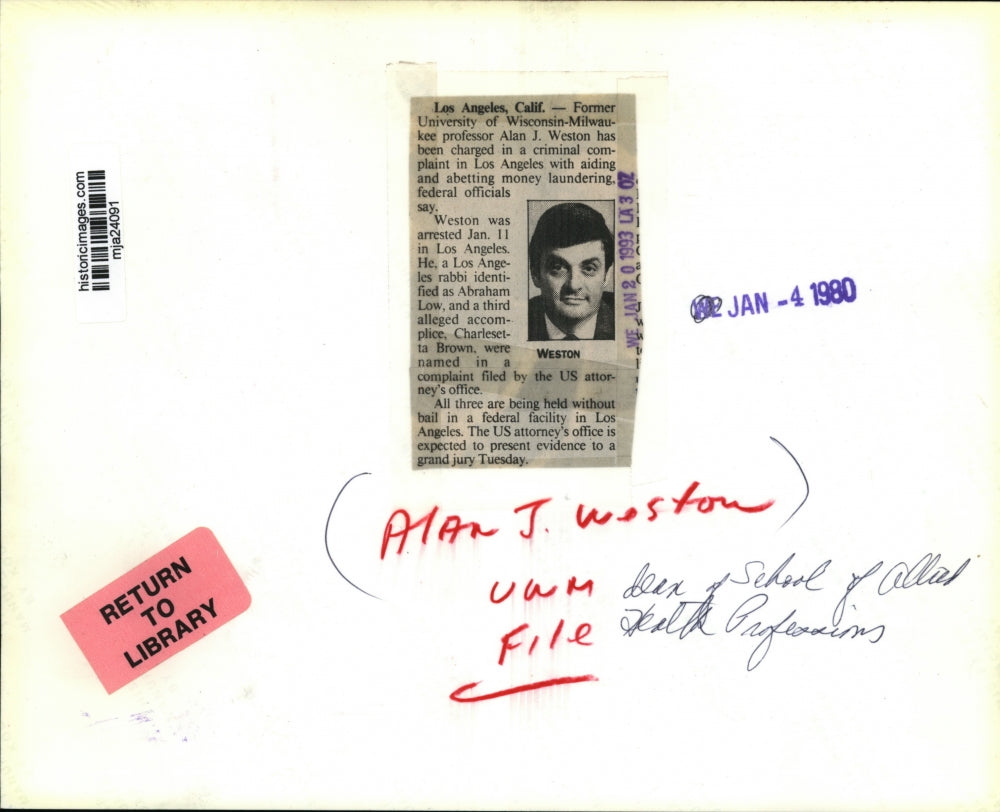 Los Angeles, Calif. — Former
University of Wisconsin-Milwau-
kee professor Alan J. Weston has
been charged in a criminal com-
plaint in Los Angeles with aiding
and abetting money laundering,
federal officials
say.
Weston was
arrested Jan. 11
in Los Angeles.
He, a Los Ange-
les rabbi identi-
fied as Abraham
Low, and a third
alleged accom-
plice, Charleset-
ta Brown, were
named in a
complaint filed by the US attor-
ney's office.
All three are being held without
bail in a federal facility in Los
Angeles. The US attorney's office is
expected to present evidence to a
grand jury Tuesday.
WESTON
WE JAN 20 1993 LA3 OZ
historicimages.com
mja24091
JAN -4 1980
(Alan J. Weston)
UWM
File
dean of School of Allied
Health Professions
RETURN
TO
LIBRARY